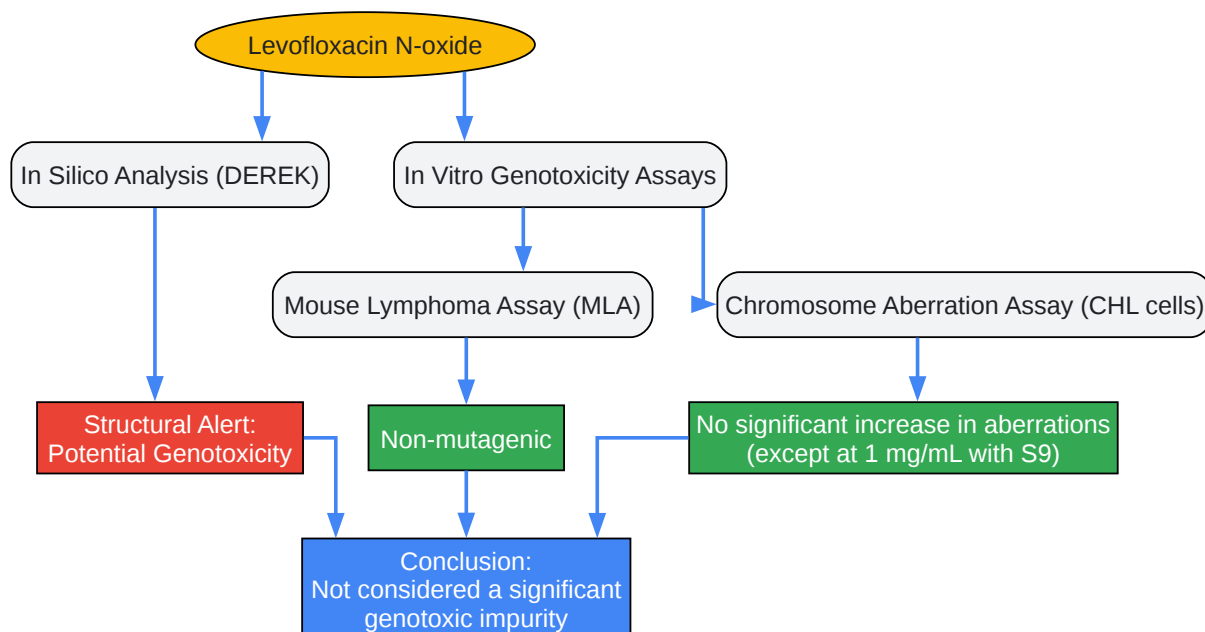 Levofloxacin N-oxide
In Silico Analysis (DEREK)
In Vitro Genotoxicity Assays
Mouse Lymphoma Assay (MLA)
Chromosome Aberration Assay (CHL cells)
Structural Alert:
Potential Genotoxicity
Non-mutagenic
No significant increase in aberrations
(except at 1 mg/mL with S9)
Conclusion:
Not considered a significant
genotoxic impurity